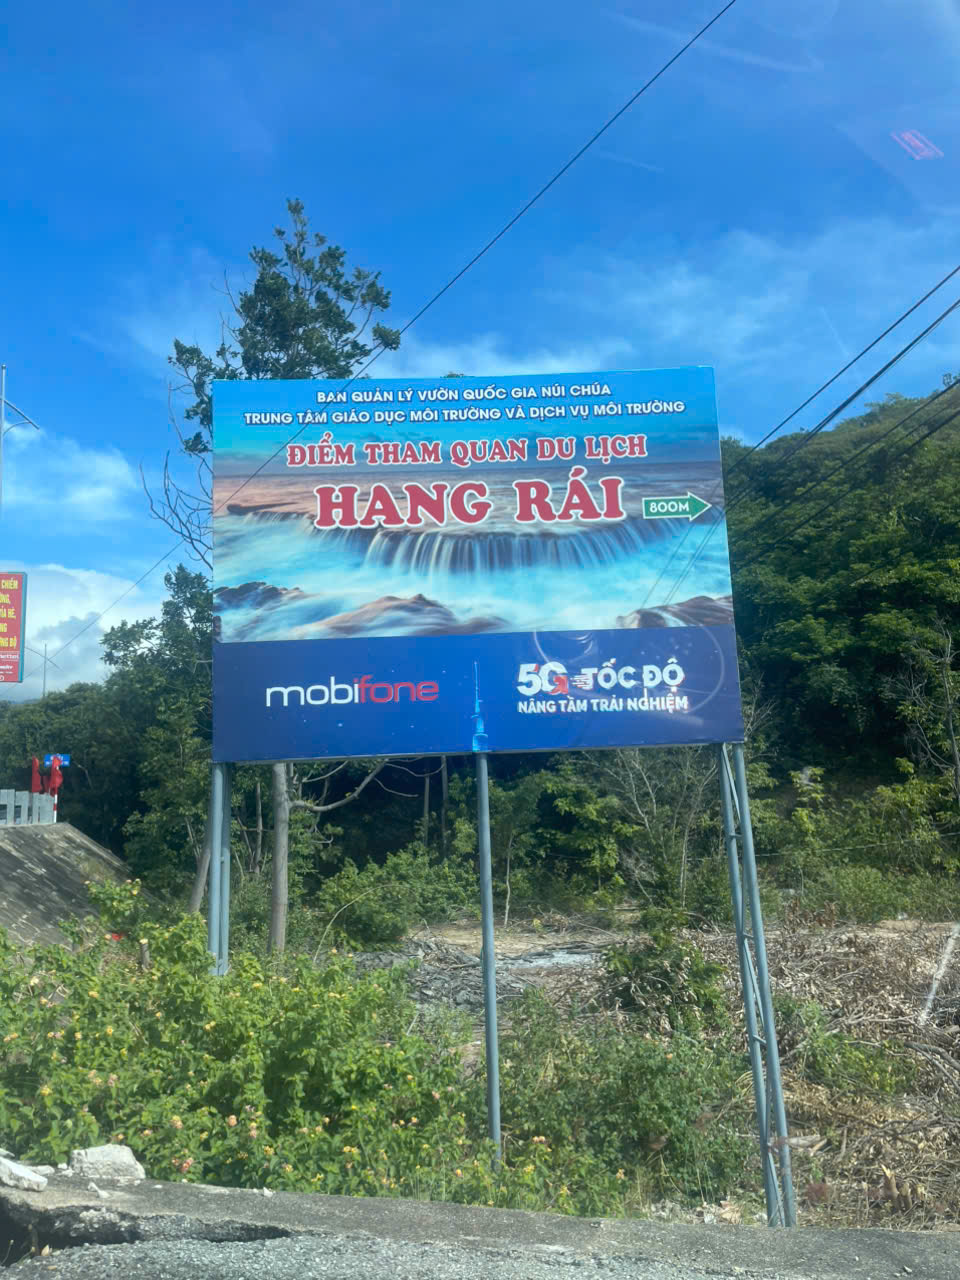 BAN QUẢN LÝ VƯỜN QUỐC GIA NÚI CHÚA
TRUNG TÂM GIÁO DỤC MÔI TRƯỜNG VÀ DỊCH VỤ MÔI TRƯỜNG
ĐIỂM THAM QUAN DU LỊCH
HANG RÁI
800M
mobifone
5G TỐC ĐỘ
NÂNG TẦM TRẢI NGHIỆM
CHIẾM